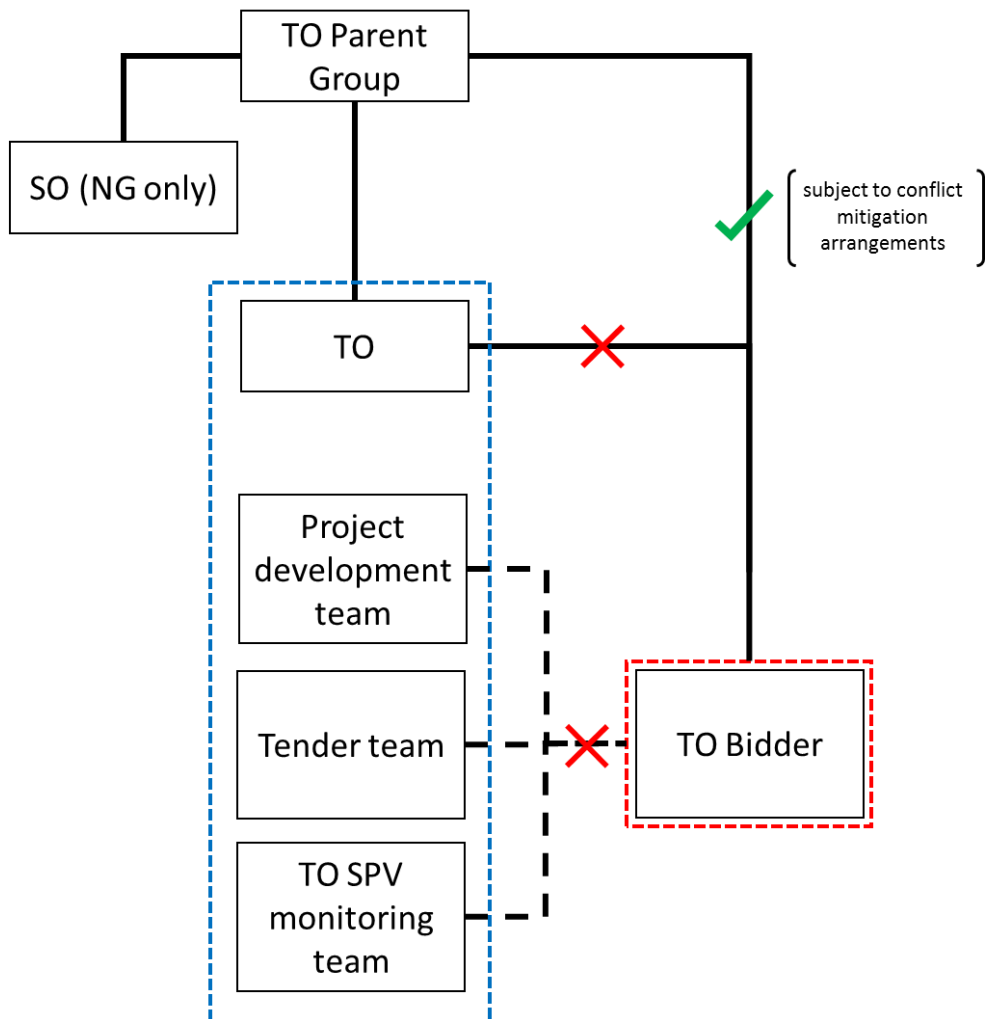 TO Parent
Group
SO (NG only)
subject to conflict
mitigation
arrangements
TO
Project
development
team
Tender team
TO Bidder
TO SPV
monitoring
team